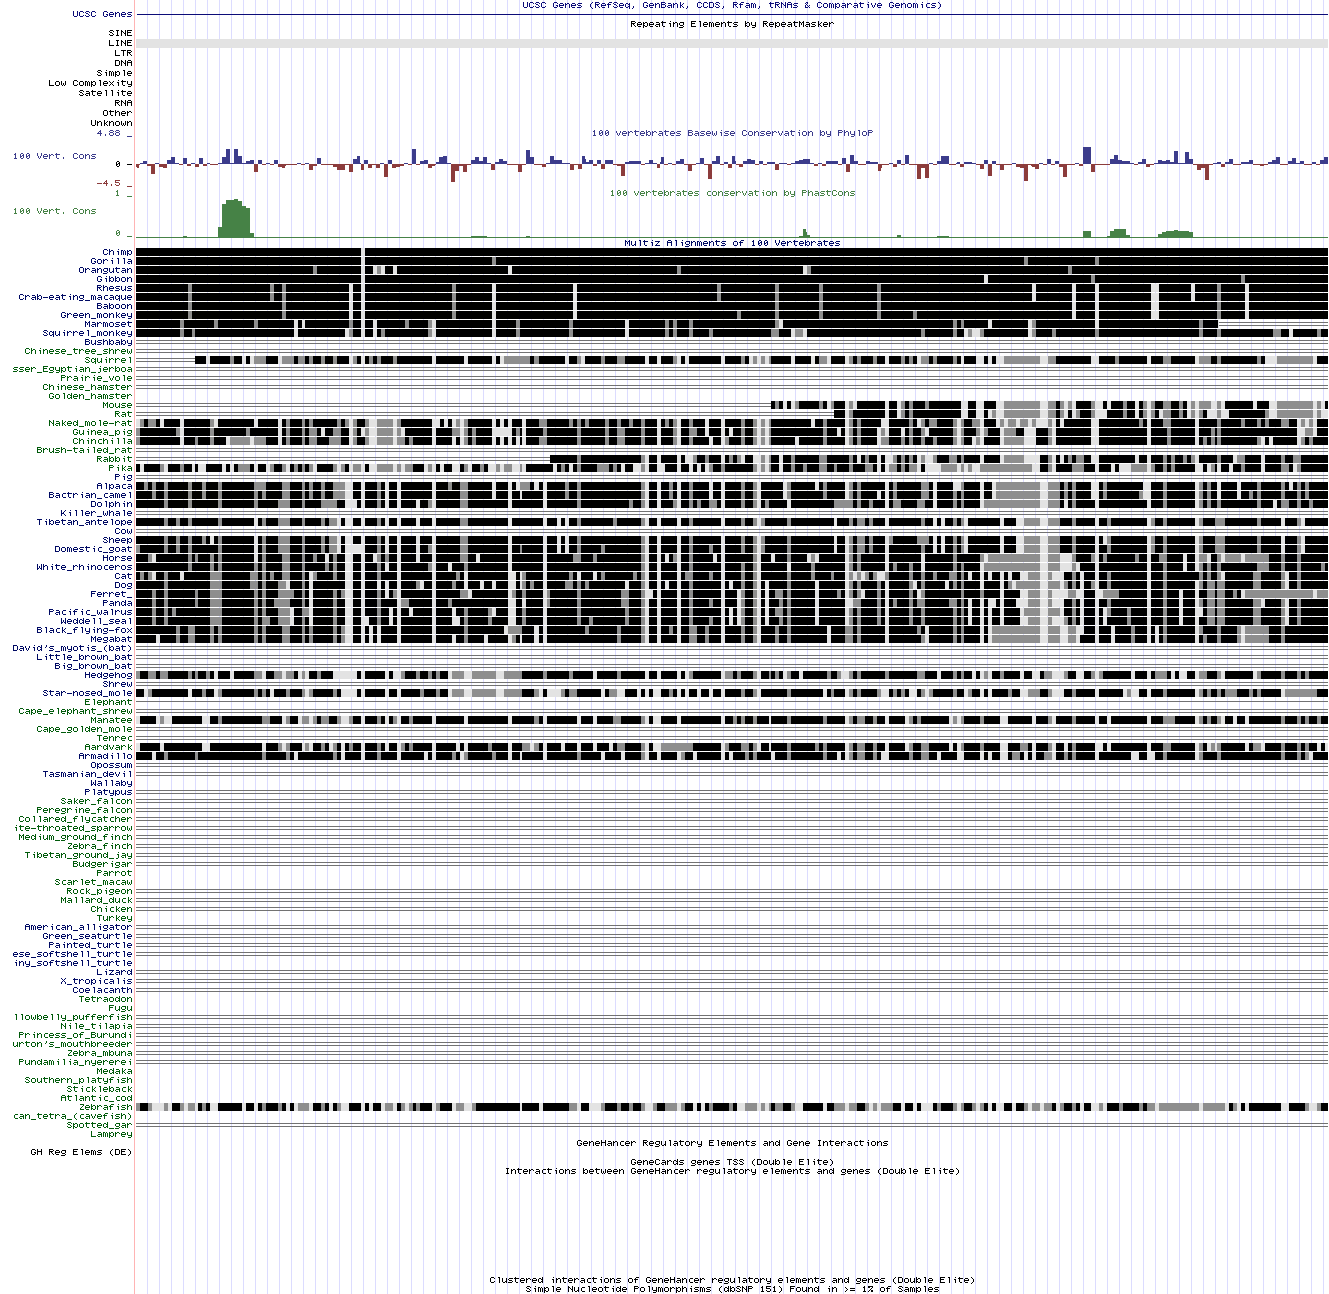 UCSC Genes (RefSeq, GenBank, CCDS, Rfam, tRNAs & Comparative Genomics)
UCSC Genes
Repeating Elements by RepeatMasker
SINE
LINE
LTR
DNA
Simple
Low Complexity
Satellite
RNA
Other
Unknown
4.88 _
100 vertebrates Basewise Conservation by PhyloP
100 Vert. Cons
0 -
-4.5 _
1 _
100 vertebrates conservation by PhastCons
100 Vert. Cons
0 _
Multiz Alignments of 100 Vertebrates
Chimp
Gorilla
Orangutan
Gibbon
Rhesus
Crab-eating_macaque
Baboon
Green_monkey
Marmoset
Squirrel_monkey
Bushbaby
Chinese_tree_shrew
Squirrel
sser_Egyptian_jerboa
Prairie_vole
Chinese_hamster
Golden_hamster
Mouse
Rat
Naked_mole-rat
Guinea_pig
Chinchilla
Brush-tailed_rat
Rabbit
Pika
Pig
Alpaca
Bactrian_camel
Dolphin
Killer_whale
Tibetan_antelope
Cow
Sheep
Domestic_goat
Horse
White_rhinoceros
Cat
Dog
Ferret_
Panda
Pacific_walrus
Weddell_seal
Black_flying-fox
Megabat
David's_myotis_(bat)
Little_brown_bat
Big_brown_bat
Hedgehog
Shrew
Star-nosed_mole
Elephant
Cape_elephant_shrew
Manatee
Cape_golden_mole
Tenrec
Aardvark
Armadillo
Opossum
Tasmanian_devil
Wallaby
Platypus
Saker_falcon
Peregrine_falcon
Collared_flycatcher
ite-throated_sparrow
Medium_ground_finch
Zebra_finch
Tibetan_ground_jay
Budgerigar
Parrot
Scarlet_macaw
Rock_pigeon
Mallard_duck
Chicken
Turkey
American_alligator
Green_seaturtle
Painted_turtle
ese_softshell_turtle
iny_softshell_turtle
Lizard
X_tropicalis
Coelacanth
Tetraodon
Fugu
llowbelly_pufferfish
Nile_tilapia
Princess_of_Burundi
urton's_mouthbreeder
Zebra_mbuna
Pundamilia_nyererei
Medaka
Southern_platyfish
Stickleback
Atlantic_cod
Zebrafish
can_tetra_(cavefish)
Spotted_gar
Lamprey
GeneHancer Regulatory Elements and Gene Interactions
GH Reg Elems (DE)
GeneCards genes TSS (Double Elite)
Interactions between GeneHancer regulatory elements and genes (Double Elite)
Clustered interactions of GeneHancer regulatory elements and genes (Double Elite)
Simple Nucleotide Polymorphisms (dbSNP 151) Found in >= 1% of Samples